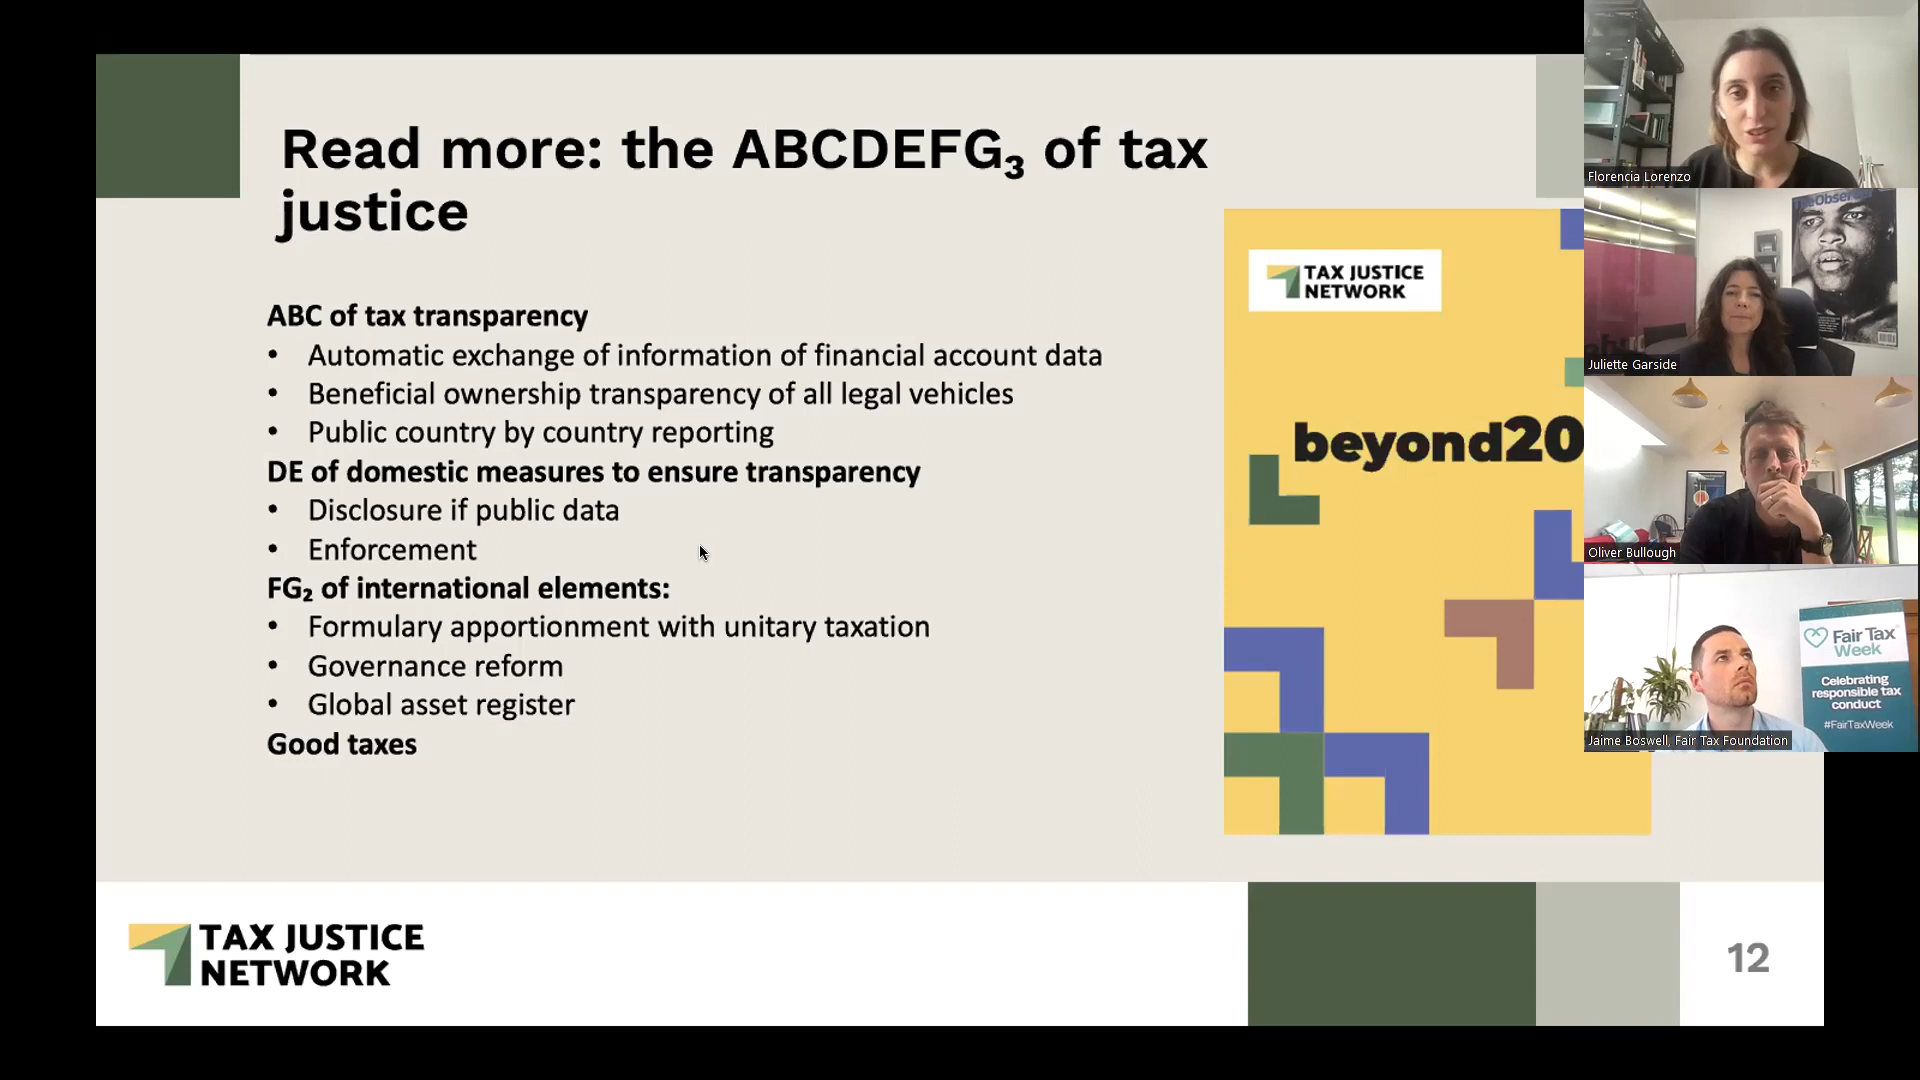 Read more: the ABCDEFG₃ of tax
justice
ABC of tax transparency
• Automatic exchange of information of financial account data
• Beneficial ownership transparency of all legal vehicles
• Public country by country reporting
DE of domestic measures to ensure transparency
• Disclosure if public data
• Enforcement
FG₂ of international elements:
• Formulary apportionment with unitary taxation
• Governance reform
• Global asset register
Good taxes
TAX JUSTICE
NETWORK
beyond20
TAX JUSTICE
NETWORK
12
Florencia Lorenzo
TheObser
Juliette Garside
Oliver Bullough
Fair Tax
Week
Celebrating
responsible tax
conduct
#FairTaxWeek
Jaime Boswell, Fair Tax Foundation